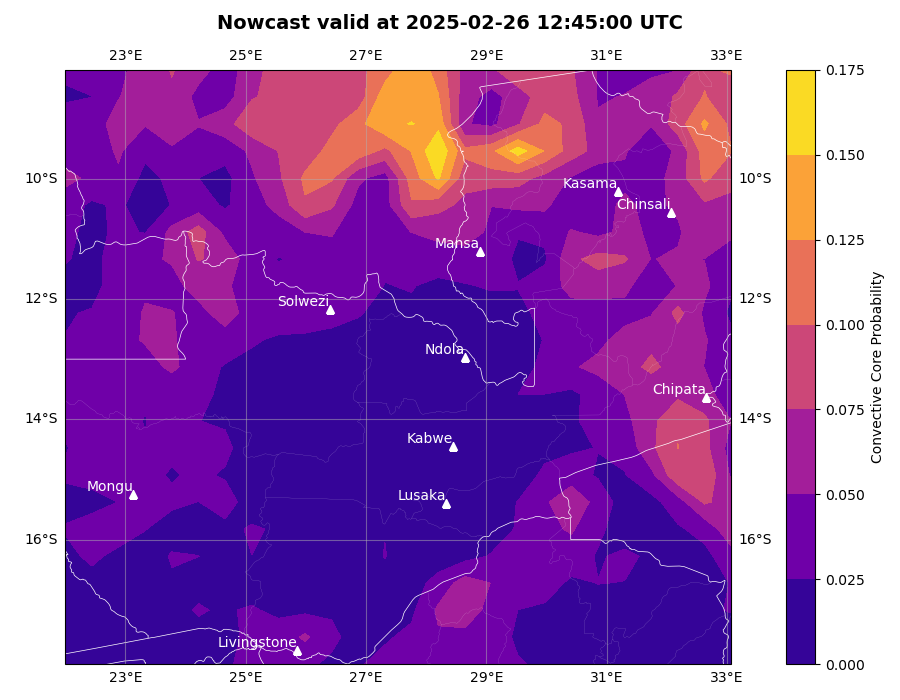 Nowcast valid at 2025-02-26 12:45:00 UTC
23°E 25°E 27°E 29°E 31°E 33°E
0.175
0.150
10°S 10°S
Kasama
Chinsali
0.125
Mansa
12°S 12°S
Solwezi
0.100
Ndola
Chipata
0.075
14°S 14°S
Kabwe
Mongu
Lusaka
0.050
16°S 16°S
0.025
Livingstone
0.000
23°E 25°E 27°E 29°E 31°E 33°E
Convective Core Probability